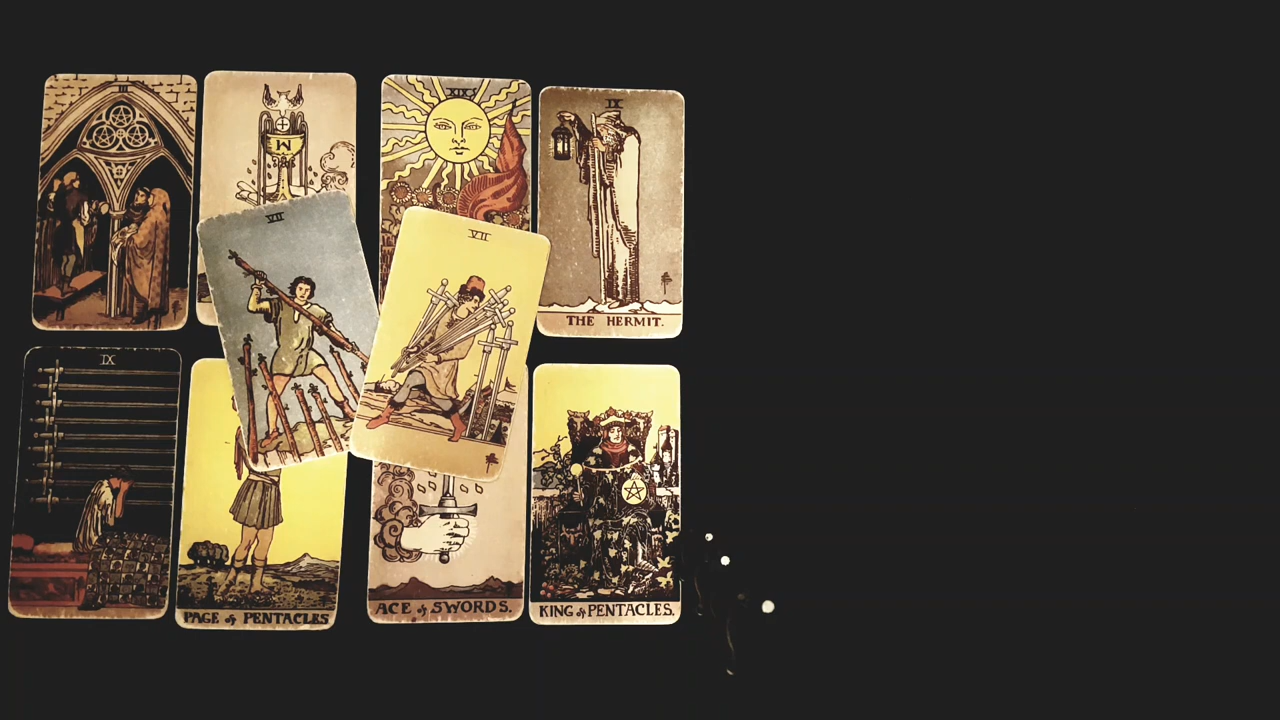 III
XIX
IX
M
VII
VII
THE HERMIT.
IX
PAGE of PENTACLES
ACE of SWORDS.
KING of PENTACLES.